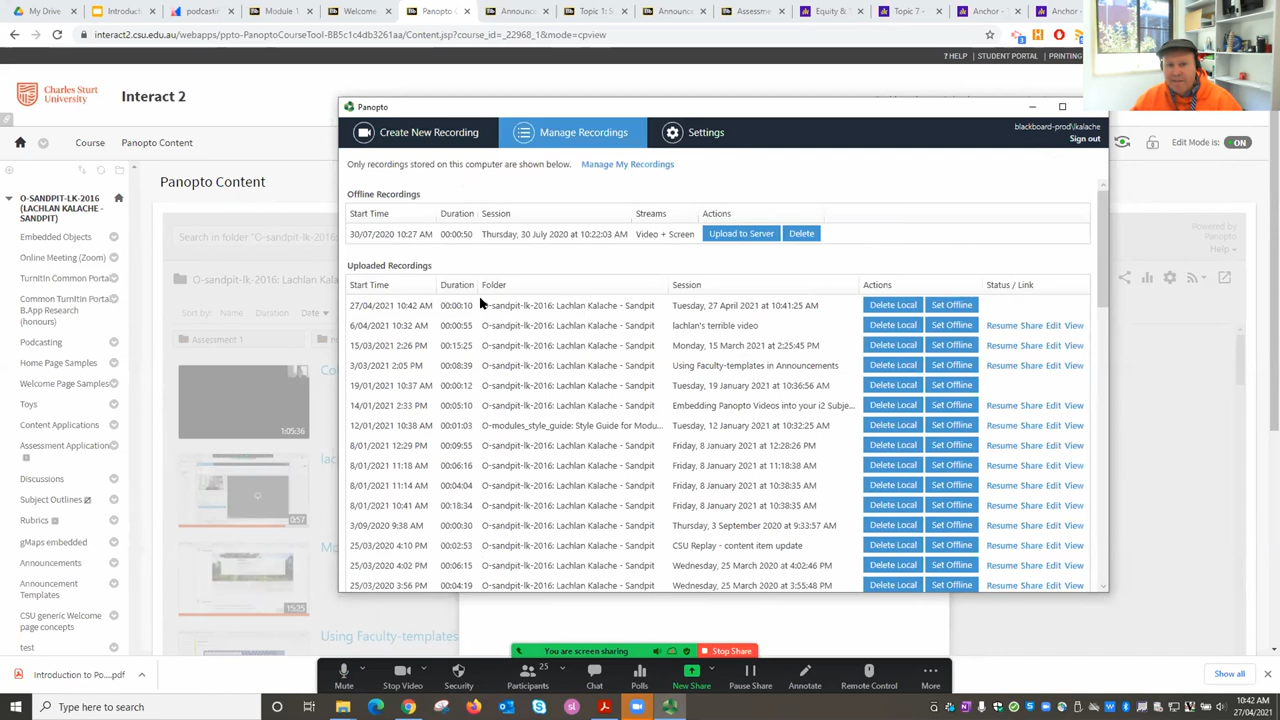 My Drive
Introduct
podcastin
Module 1
Welcome
Panopto C
Announc
Topic 1: S
Announc
Assessme
Equity &
Topic 7 -
Anchor -
Anchor -
interact2.csu.edu.au/webapps/ppto-PanoptoCourseTool-BB5c1c4db3261aa/Content.jsp?course_id=_22968_1&mode=cpview
HELP STUDENT PORTAL
Charles Sturt University
Interact 2
Course Panopto Content
Edit Mode is: ON
Panopto Content
O-SANDPIT-LK-2016
(LACHLAN KALACHE -
SANDPIT)
Embedded Objects
Online Meeting (Zoom)
TurnitIn Common Portal
Common Turnitin Portal
B.App Research
(honours)
Podcasting
Home Page Samples
Welcome Page Samples
Toys
Content Applications
Assessment Application
Discussions
Subject Outlines
Rubrics
gMaps embedded
Announcements
Announcement
Templates
CSU generic Welcome
page concepts
test
Search in folder "O-sandpit-lk-
O-sandpit-lk-2016: Lachlan Kalache -
Sort by: Name Duration Date
Assessment 1
1:05:36
0:57
15:25
Using Faculty-templates
Powered by
Panopto
Help
Panopto
Create New Recording
Manage Recordings
Settings
blackboard-prod\lkalache
Sign out
Only recordings stored on this computer are shown below. Manage My Recordings
Offline Recordings
Start Time Duration Session Streams Actions
30/07/2020 10:27 AM 00:00:50 Thursday, 30 July 2020 at 10:22:03 AM Video + Screen Upload to Server Delete
Uploaded Recordings
Start Time Duration Folder Session Actions Status / Link
27/04/2021 10:42 AM 00:00:10 O-sandpit-lk-2016: Lachlan Kalache - Sandpit Tuesday, 27 April 2021 at 10:41:25 AM Delete Local Set Offline
6/04/2021 10:32 AM 00:00:55 O-sandpit-lk-2016: Lachlan Kalache - Sandpit lachlan's terrible video Delete Local Set Offline Resume Share Edit View
15/03/2021 2:26 PM 00:15:25 O-sandpit-lk-2016: Lachlan Kalache - Sandpit Monday, 15 March 2021 at 2:25:45 PM Delete Local Set Offline Resume Share Edit View
3/03/2021 2:05 PM 00:08:39 O-sandpit-lk-2016: Lachlan Kalache - Sandpit Using Faculty-templates in Announcements Delete Local Set Offline Resume Share Edit View
19/01/2021 10:37 AM 00:00:12 O-sandpit-lk-2016: Lachlan Kalache - Sandpit Tuesday, 19 January 2021 at 10:36:56 AM Delete Local Set Offline
14/01/2021 2:33 PM 00:05:10 O-sandpit-lk-2016: Lachlan Kalache - Sandpit Embedding Panopto Videos into your i2 Subje... Delete Local Set Offline Resume Share Edit View
12/01/2021 10:38 AM 00:01:03 O-modules_style_guide: Style Guide for Modu... Tuesday, 12 January 2021 at 10:32:25 AM Delete Local Set Offline Resume Share Edit View
8/01/2021 12:29 PM 00:09:55 O-sandpit-lk-2016: Lachlan Kalache - Sandpit Friday, 8 January 2021 at 12:28:26 PM Delete Local Set Offline Resume Share Edit View
8/01/2021 11:18 AM 00:06:16 O-sandpit-lk-2016: Lachlan Kalache - Sandpit Friday, 8 January 2021 at 11:18:38 AM Delete Local Set Offline Resume Share Edit View
8/01/2021 11:14 AM 00:04:04 O-sandpit-lk-2016: Lachlan Kalache - Sandpit Friday, 8 January 2021 at 10:38:35 AM Delete Local Set Offline Resume Share Edit View
8/01/2021 10:41 AM 00:18:34 O-sandpit-lk-2016: Lachlan Kalache - Sandpit Friday, 8 January 2021 at 10:38:35 AM Delete Local Set Offline Resume Share Edit View
3/09/2020 9:38 AM 00:00:30 O-sandpit-lk-2016: Lachlan Kalache - Sandpit Thursday, 3 September 2020 at 9:33:57 AM Delete Local Set Offline Resume Share Edit View
25/03/2020 4:10 PM 00:02:53 O-sandpit-lk-2016: Lachlan Kalache - Sandpit CSU Replay - content item update Delete Local Set Offline Resume Share Edit View
25/03/2020 4:02 PM 00:06:15 O-sandpit-lk-2016: Lachlan Kalache - Sandpit Wednesday, 25 March 2020 at 4:02:46 PM Delete Local Set Offline Resume Share Edit View
25/03/2020 3:56 PM 00:04:19 O-sandpit-lk-2016: Lachlan Kalache - Sandpit Wednesday, 25 March 2020 at 3:55:48 PM Delete Local Set Offline Resume Share Edit View
You are screen sharing Stop Share
Mute Stop Video Security Participants 25 Chat Polls New Share Pause Share Annotate Remote Control More
Introduction to Po....pdf
Show all
Type here to search
10:42 AM
27/04/2021